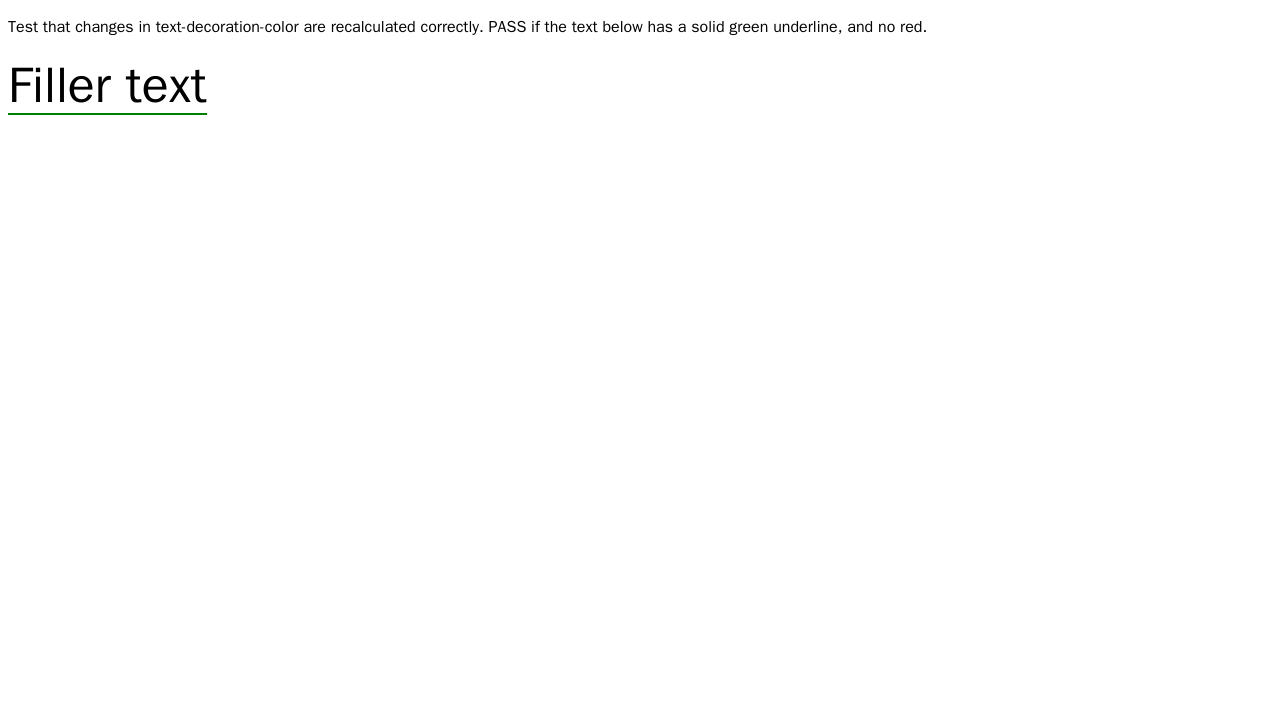 Test that changes in text-decoration-color are recalculated correctly. PASS if the text below has a solid green underline, and no red.
Filler text